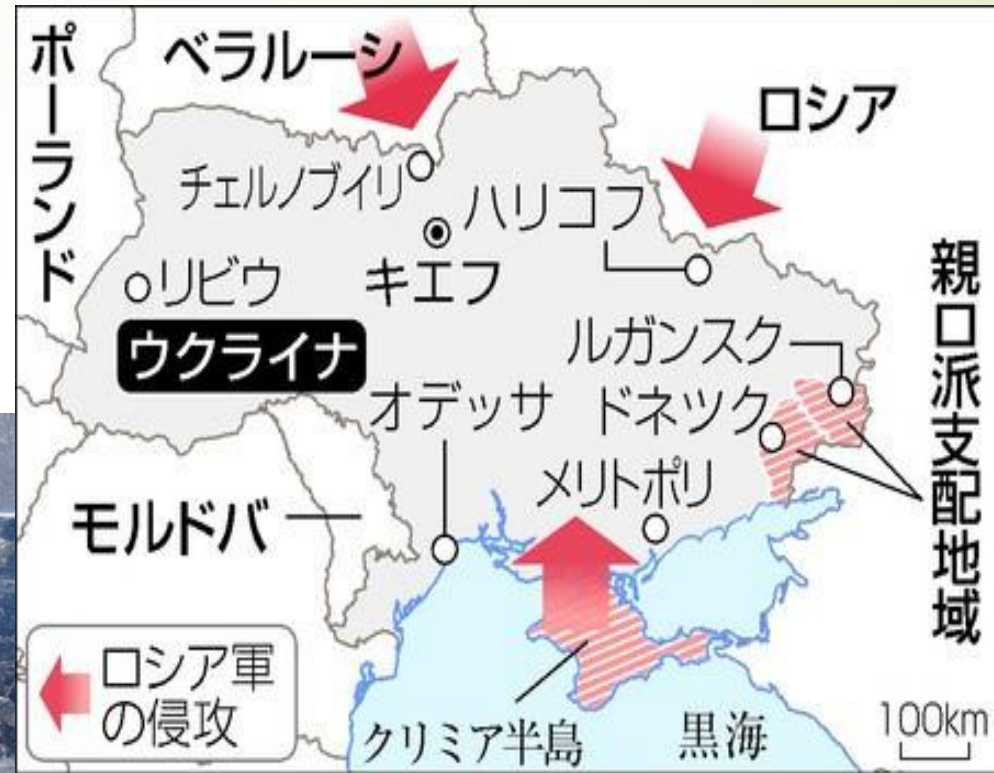 ポーランド
ベラルーシ
ロシア
チェルノブイリ
ハリコフ
キエフ
リビウ
ウクライナ
ルガンスク
オデッサ
ドネツク
メリトポリ
モルドバ
親ロ派支配地域
ロシア軍
の侵攻
クリミア半島
黒海
100km